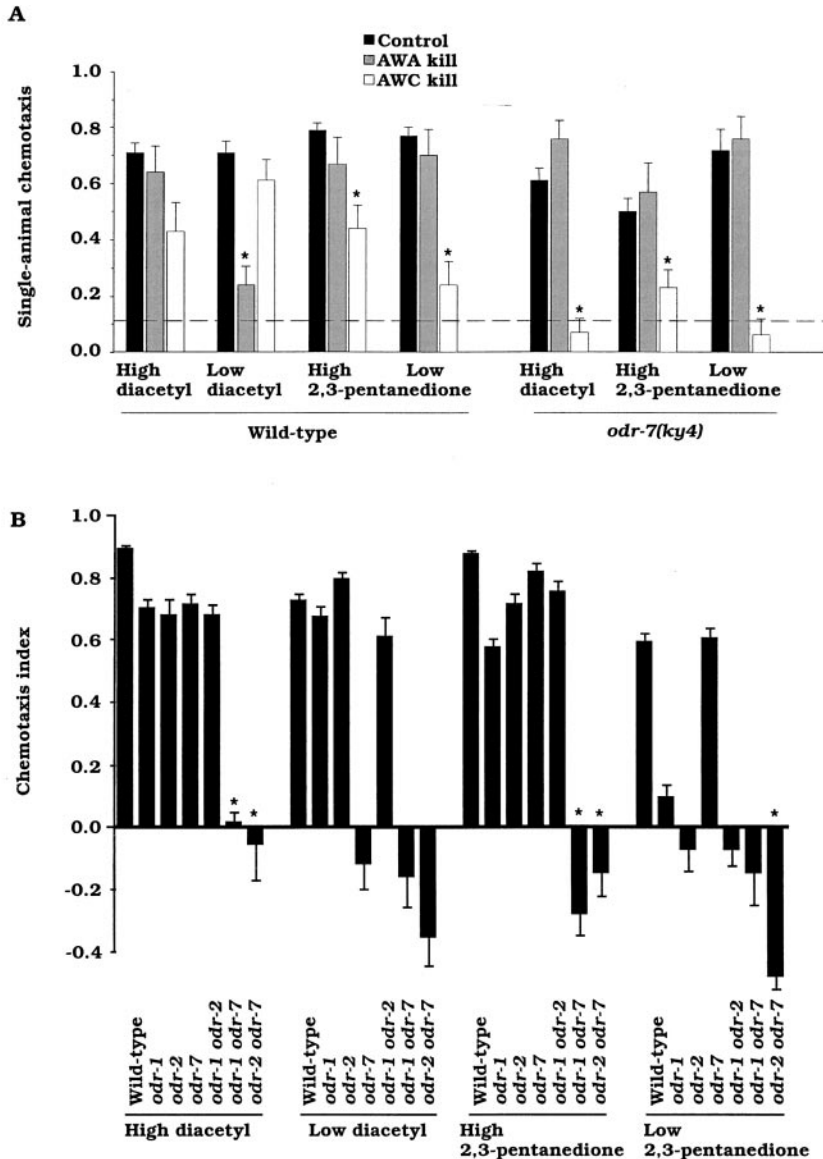 A
Control
AWA kill
AWC kill
Single-animal chemotaxis
1.0
0.8
0.6
0.4
0.2
0.0
*
*
*
*
*
*
High diacetyl
Low diacetyl
High 2,3-pentanedione
Low
High diacetyl
High 2,3-pentanedione
Low
Wild-type
odr-7(ky4)
B
Chemotaxis index
1.0
0.8
0.6
0.4
0.2
0.0
-0.2
-0.4
*
*
*
*
*
Wild-type
odr-1
odr-2
odr-7
odr-1 odr-2
odr-1 odr-7
odr-2 odr-7
High diacetyl
Wild-type
odr-1
odr-2
odr-7
odr-1 odr-2
odr-1 odr-7
odr-2 odr-7
Low diacetyl
Wild-type
odr-1
odr-2
odr-7
odr-1 odr-2
odr-1 odr-7
odr-2 odr-7
High
2,3-pentanedione
Wild-type
odr-1
odr-2
odr-7
odr-1 odr-2
odr-1 odr-7
odr-2 odr-7
Low
2,3-pentanedione